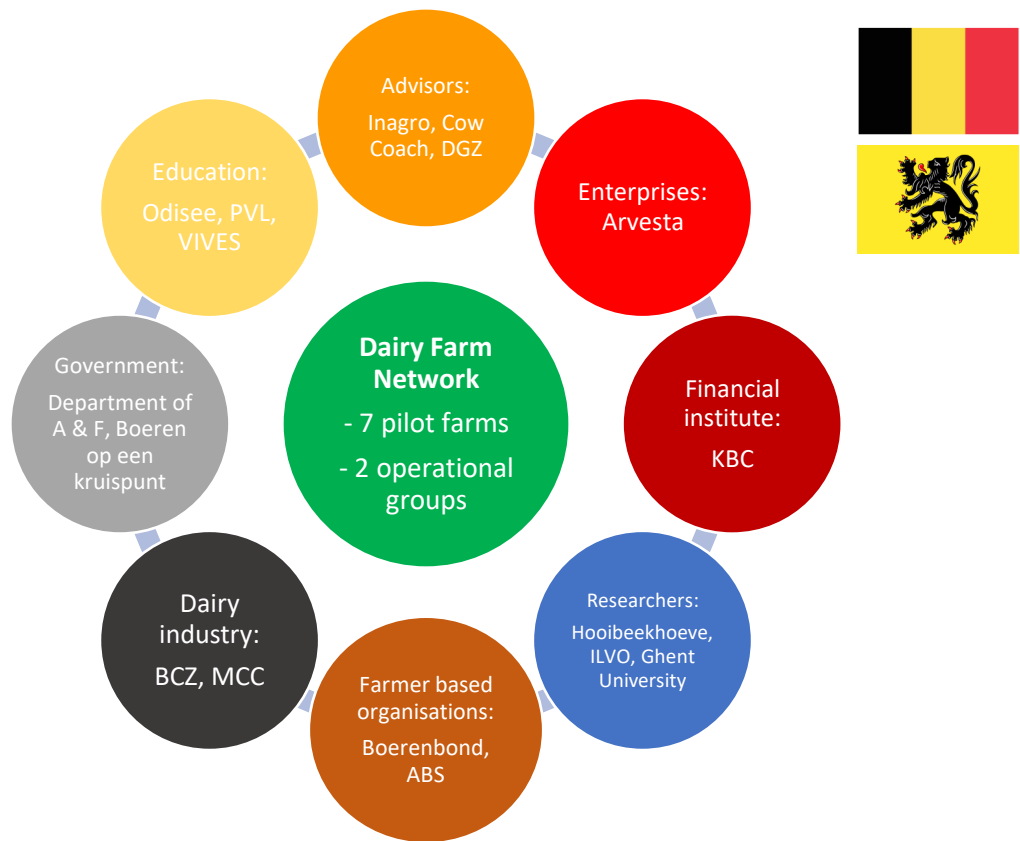 Advisors:
Inagro, Cow
Coach, DGZ
Enterprises:
Arvesta
Financial
institute:
KBC
Researchers:
Hooibeekhoeve,
ILVO, Ghent
University
Farmer based
organisations:
Boerenbond,
ABS
Dairy
industry:
BCZ, MCC
Government:
Department of
A & F, Boeren
op een
kruispunt
Education:
Odisee, PVL,
VIVES
Dairy Farm
Network
- 7 pilot farms
- 2 operational
groups